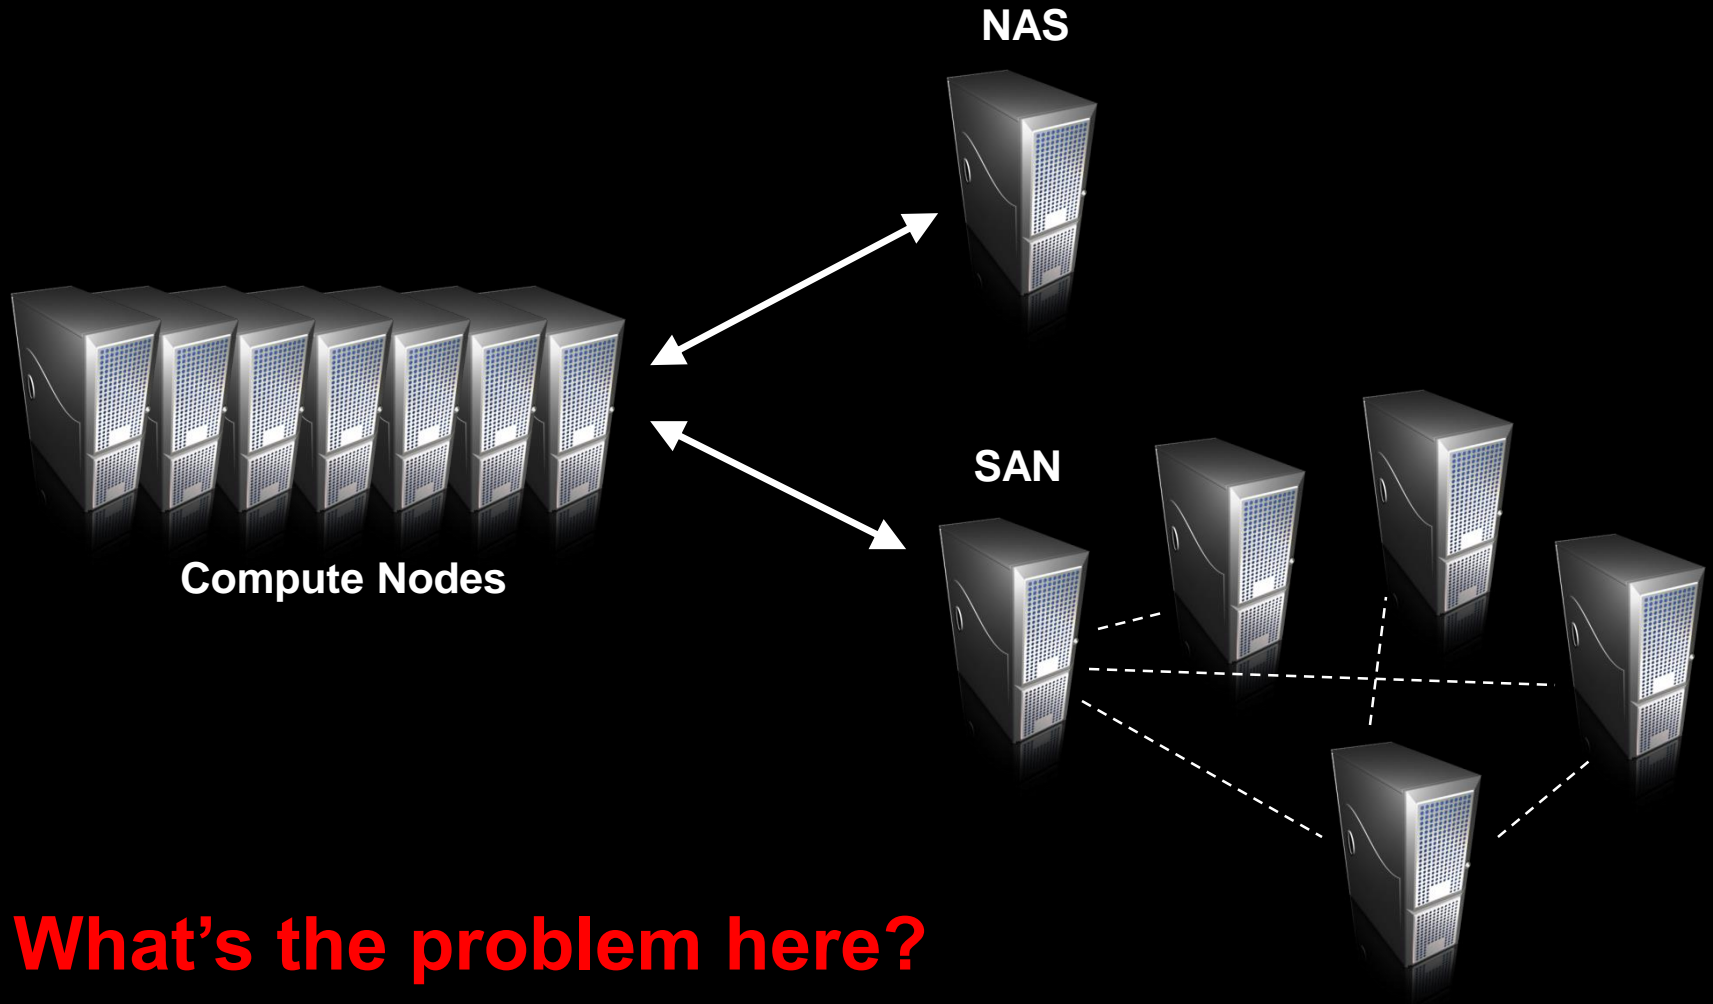 NAS
SAN
Compute Nodes
What’s the problem here?